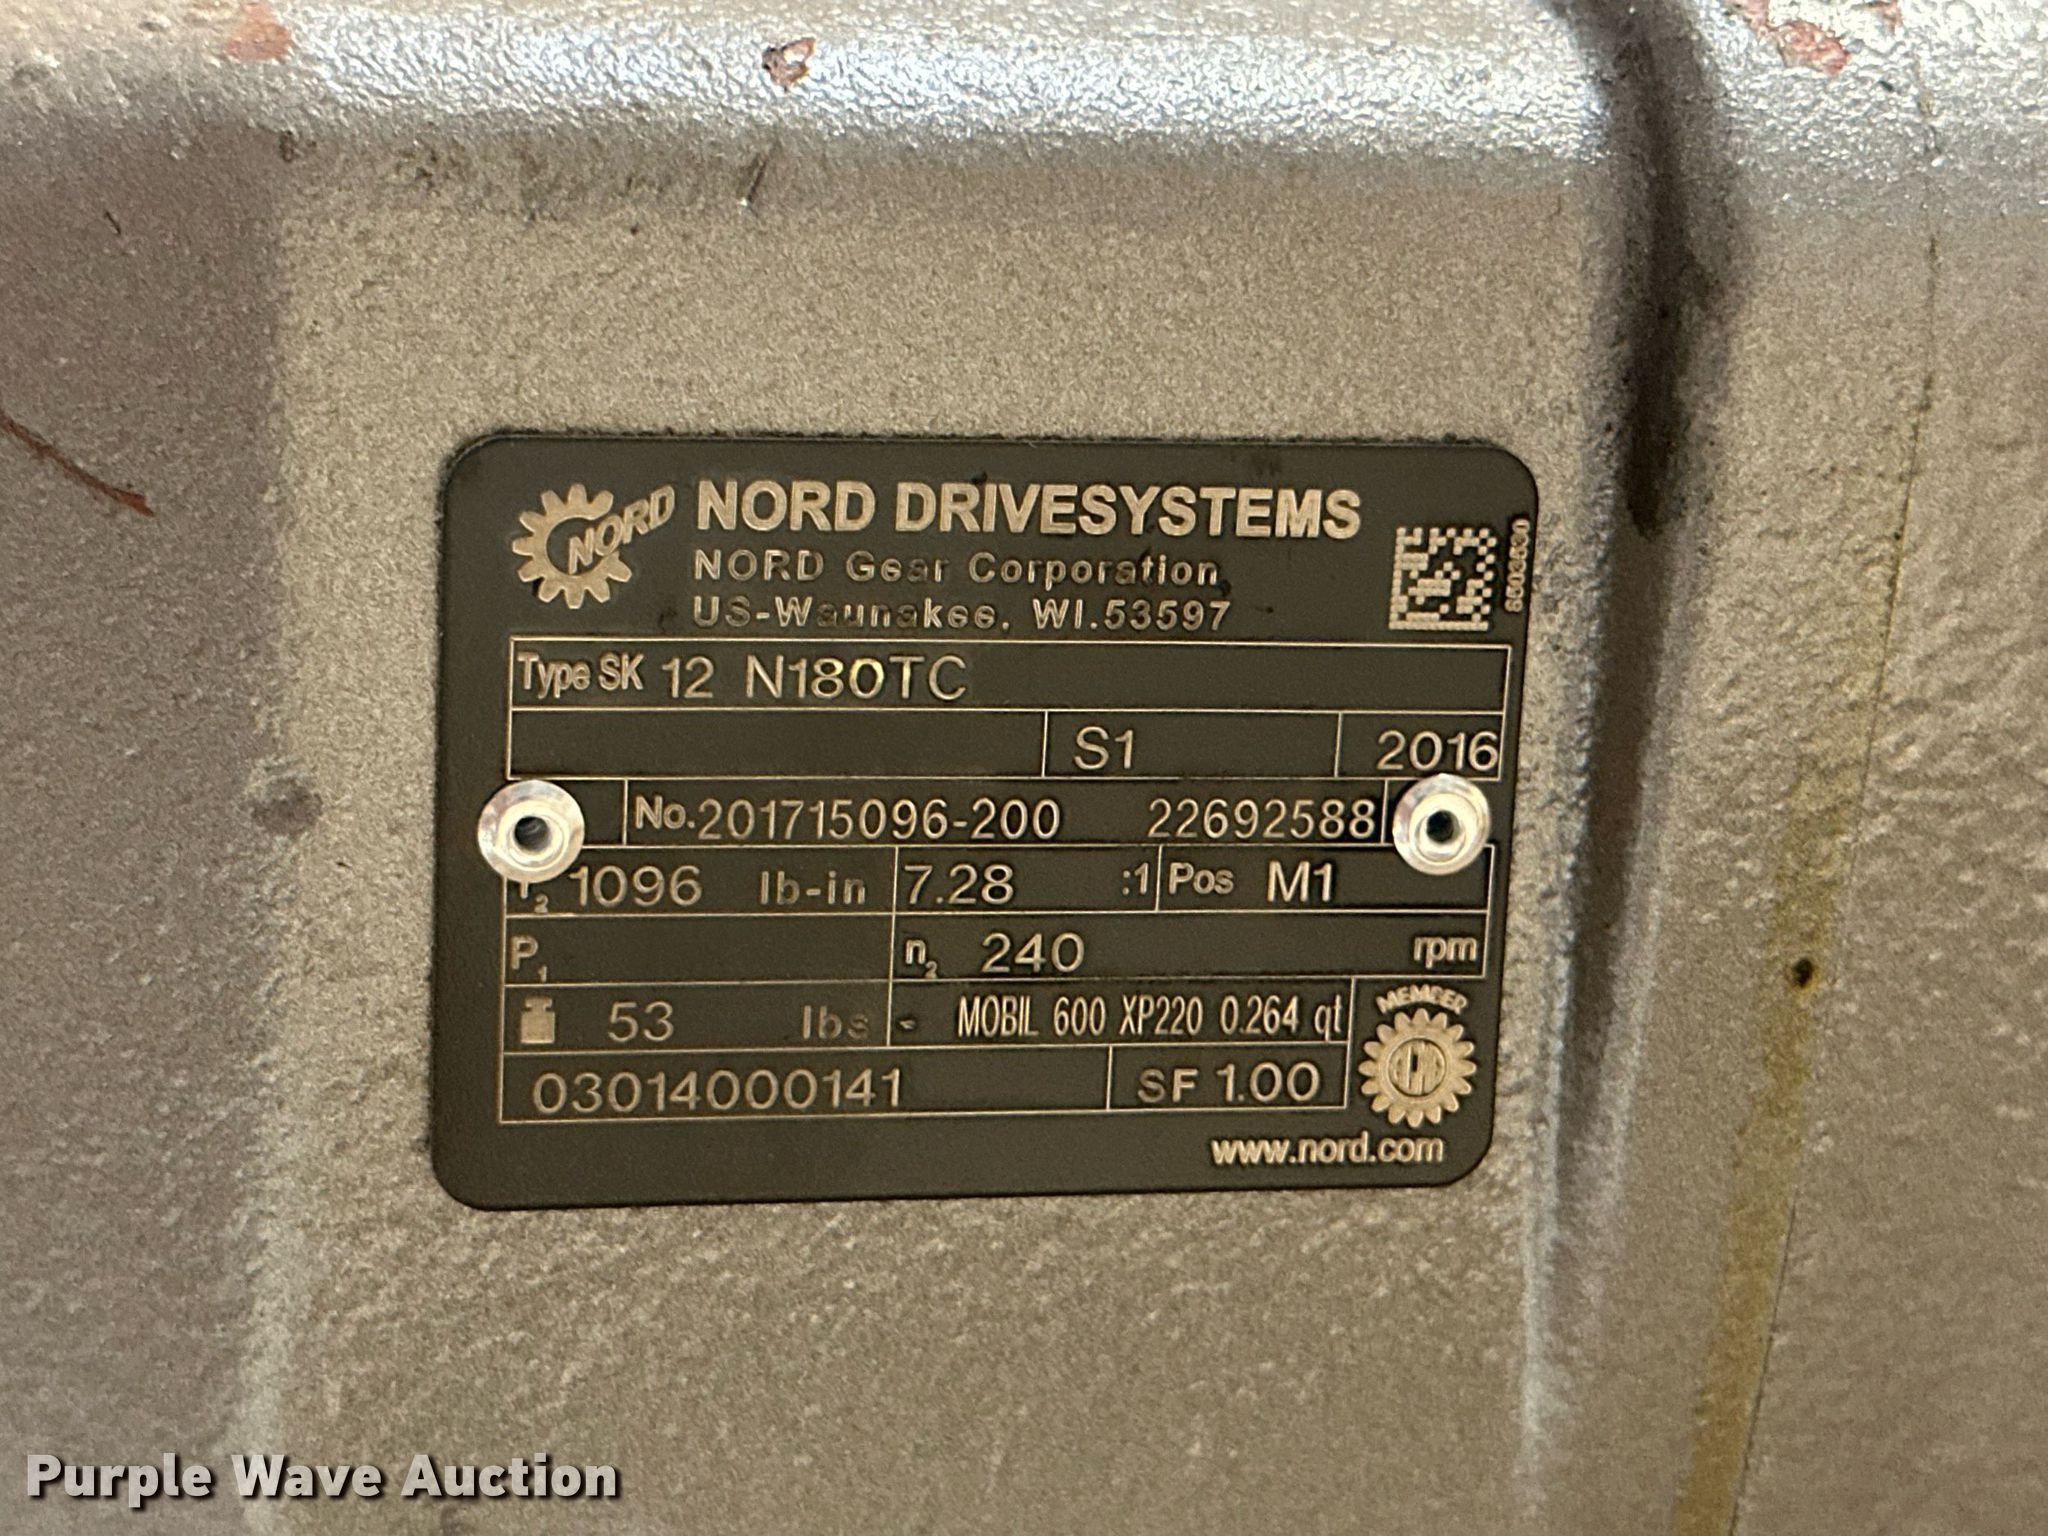 NORD
NORD DRIVESYSTEMS
NORD Gear Corporation
US-Waunakee, WI.53597
Type SK 12 N180TC
S1 2016
No.201715096-200 22692588
1096 lb-in 7.28 :1 Pos M1
P1 n2 240 rpm
53 lbs - MOBIL 600 XP220 0.264 qt
MEMBER
03014000141 SF 1.00
www.nord.com
Purple Wave Auction